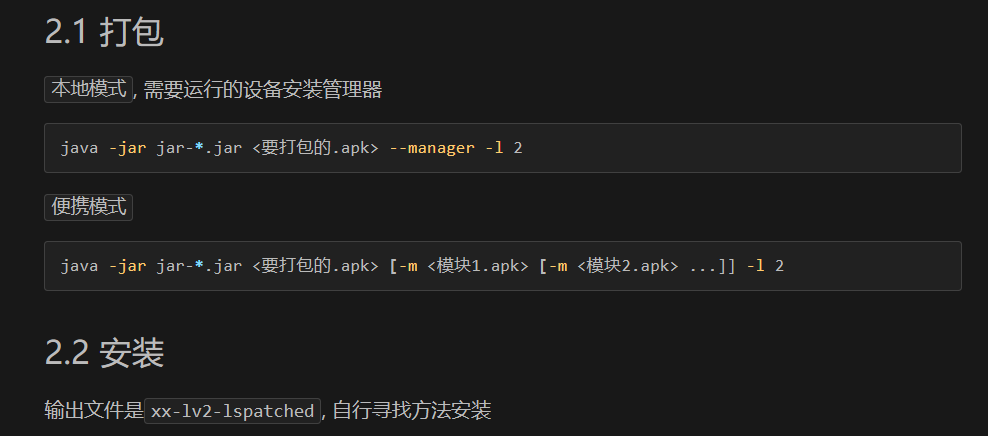 2.1 打包
本地模式, 需要运行的设备安装管理器
java -jar jar-*.jar <要打包的.apk> --manager -l 2
便携模式
java -jar jar-*.jar <要打包的.apk> [-m <模块1.apk> [-m <模块2.apk> ...]] -l 2
2.2 安装
输出文件是xx-lv2-lspatched, 自行寻找方法安装